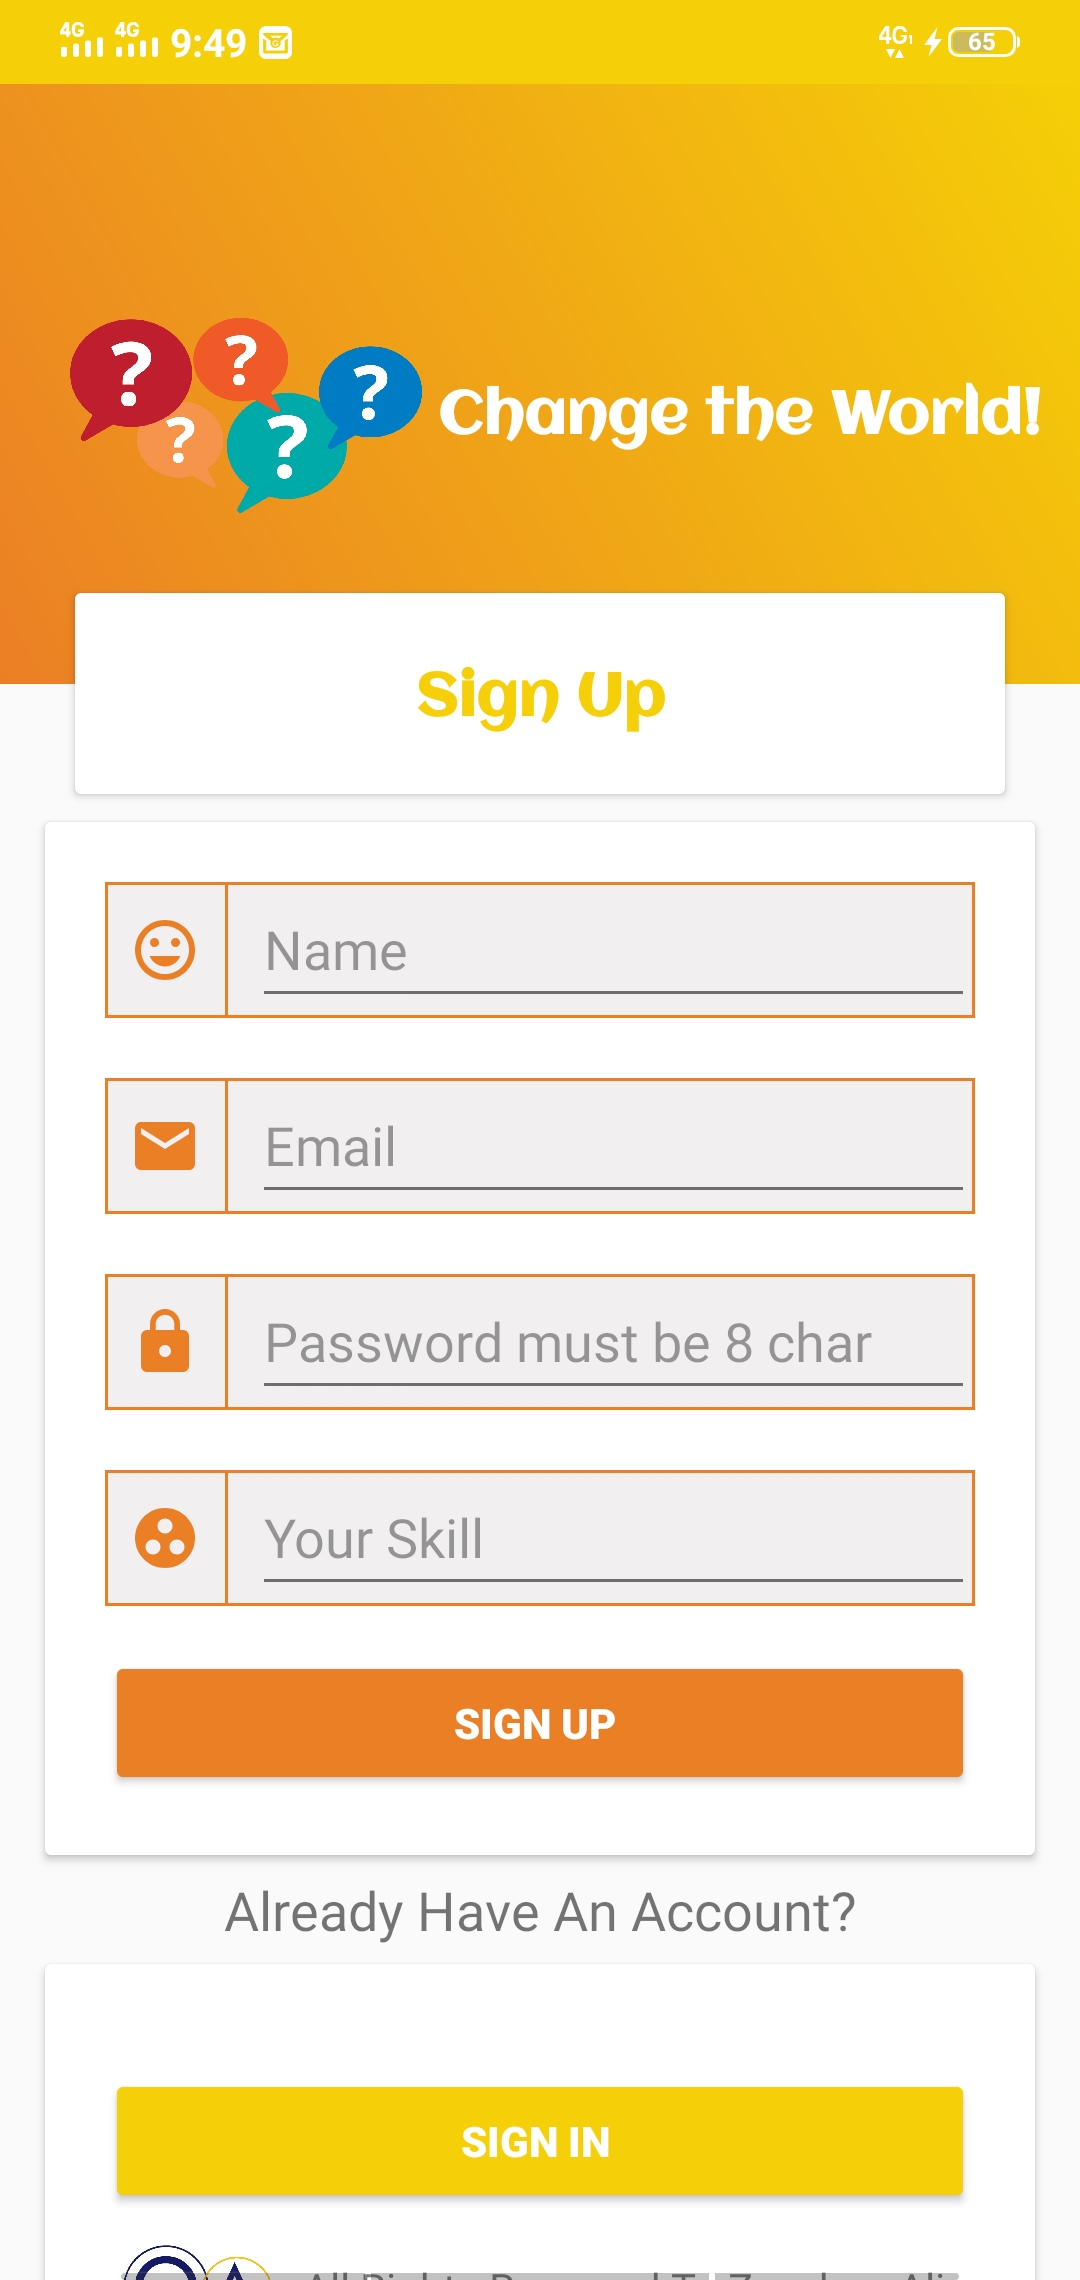 4G 4G 9:49 4G 65
? ? ? ? ?
Change the World!
Sign Up
Name
Email
Password must be 8 char
Your Skill
SIGN UP
Already Have An Account?
SIGN IN